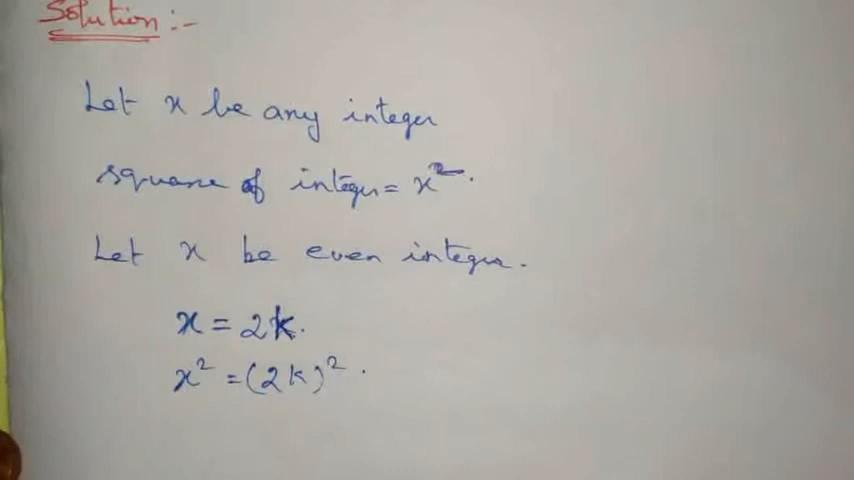 Solution :-
Let x be any integer
square of integer = x².
Let x be even integer.
x = 2k.
x² = (2k)².